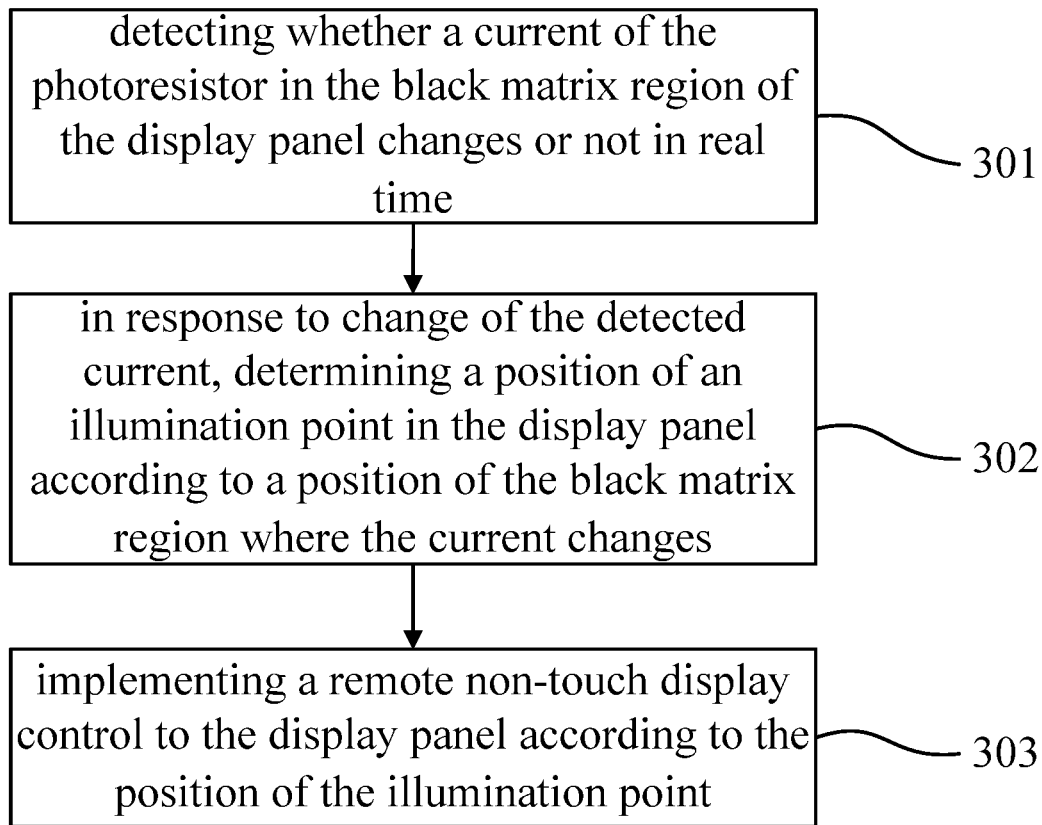 detecting whether a current of the
photoresistor in the black matrix region of
the display panel changes or not in real
time
301
in response to change of the detected
current, determining a position of an
illumination point in the display panel
according to a position of the black matrix
region where the current changes
302
implementing a remote non-touch display
control to the display panel according to the
position of the illumination point
303